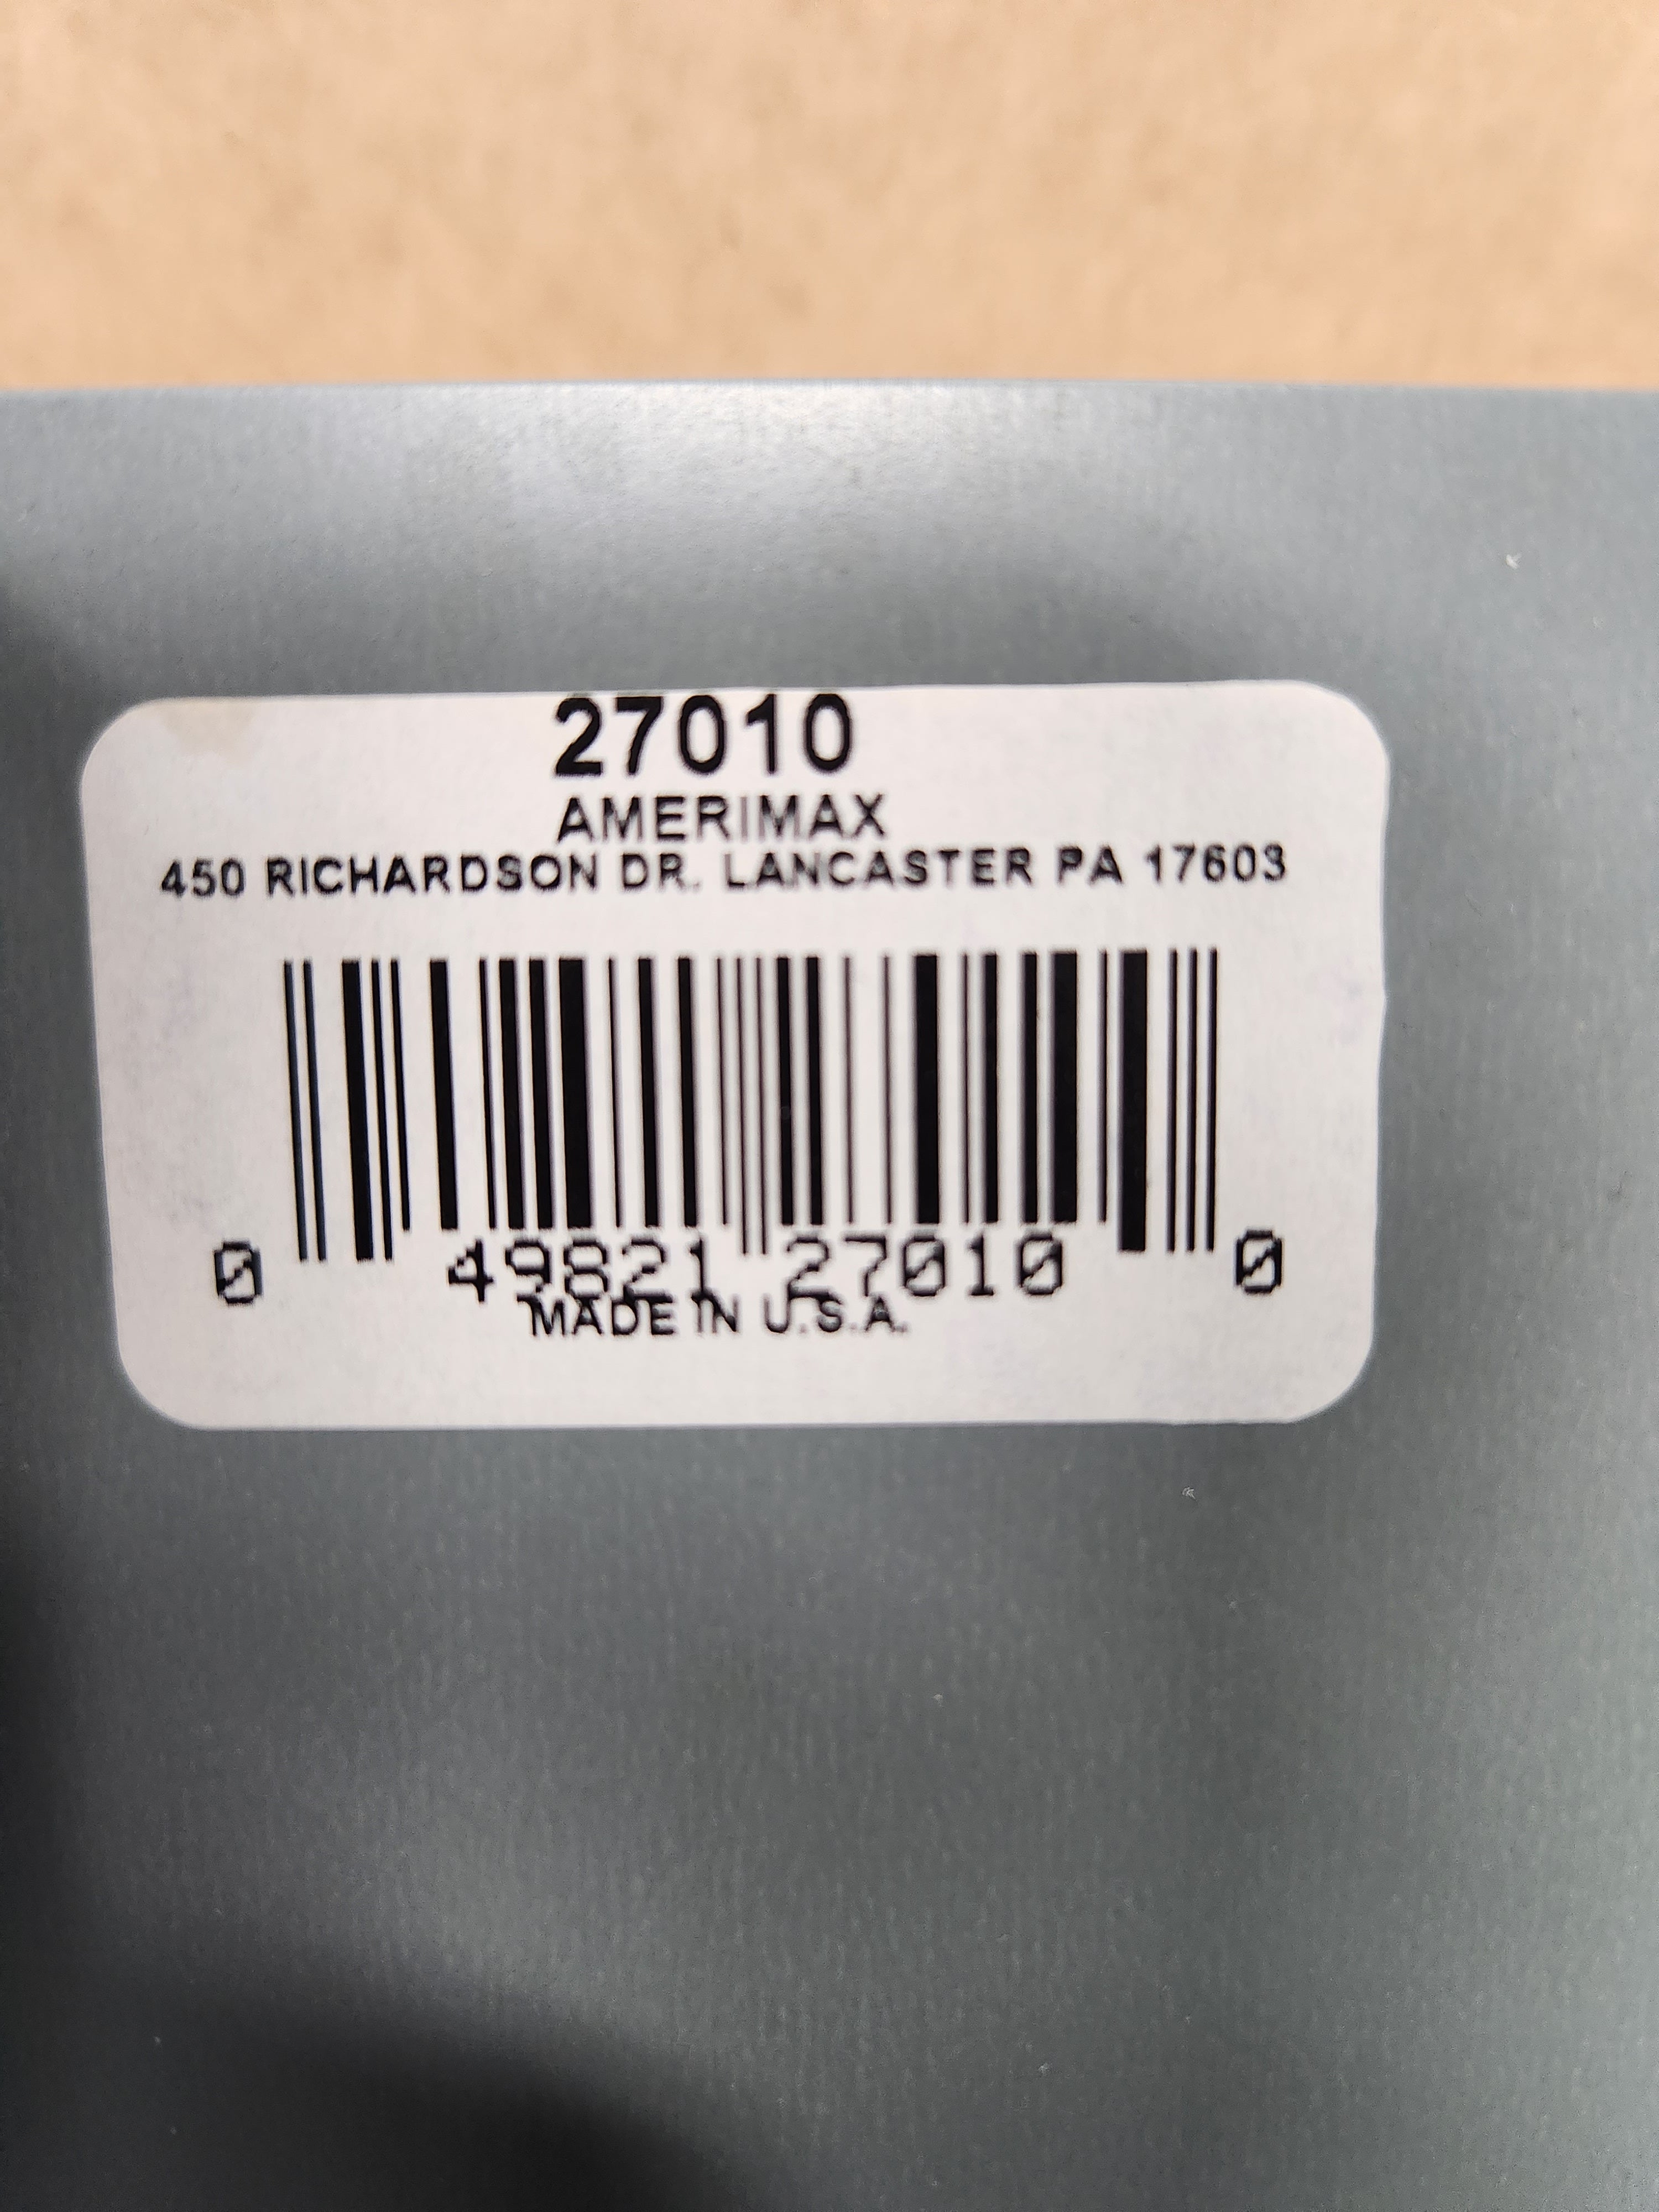 27010
AMERIMAX
450 RICHARDSON DR. LANCASTER PA 17603
0 49821 27010 0
MADE IN U.S.A.